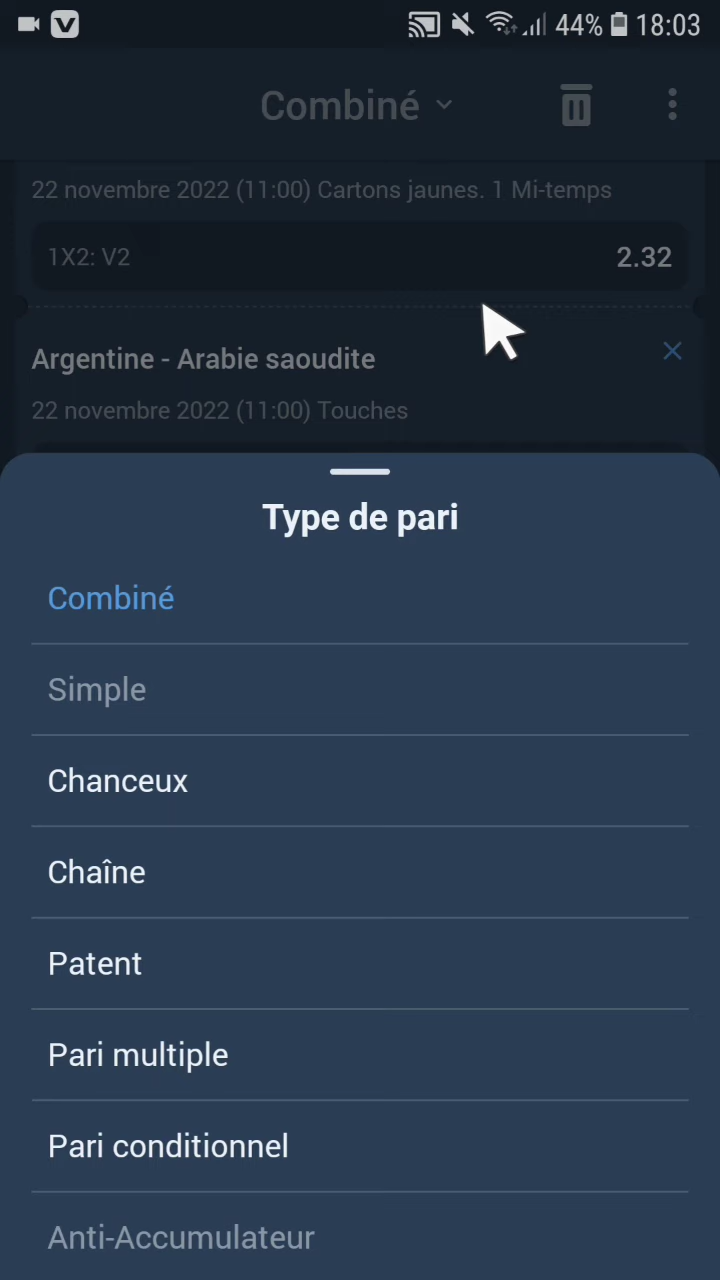 44% 18:03
Combiné
22 novembre 2022 (11:00) Cartons jaunes. 1 Mi-temps
1X2: V2 2.32
Argentine - Arabie saoudite
22 novembre 2022 (11:00) Touches
Type de pari
Combiné
Simple
Chanceux
Chaîne
Patent
Pari multiple
Pari conditionnel
Anti-Accumulateur